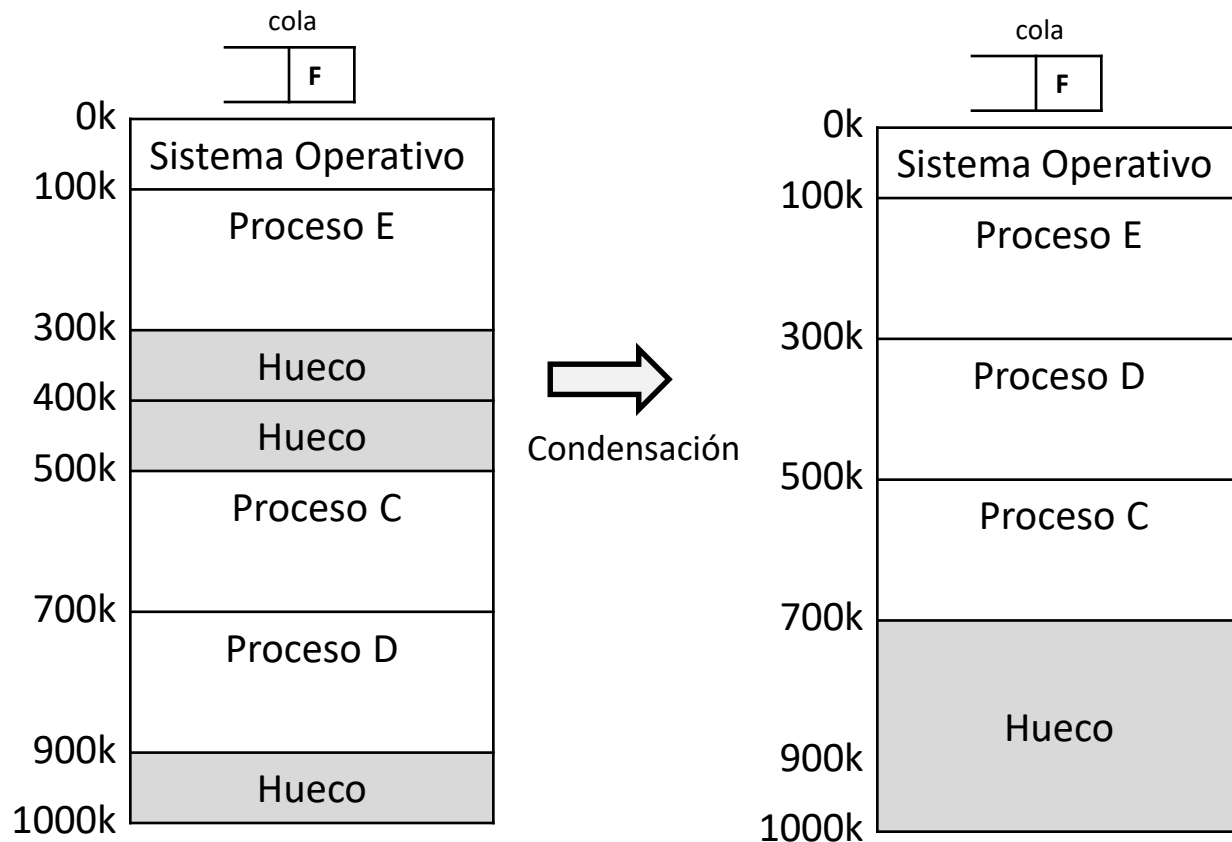 cola
F
0k
Sistema Operativo
100k
Proceso E
300k
Hueco
400k
Hueco
500k
Proceso C
700k
Proceso D
900k
Hueco
1000k
Condensación
cola
F
0k
Sistema Operativo
100k
Proceso E
300k
Proceso D
500k
Proceso C
700k
Hueco
900k
1000k